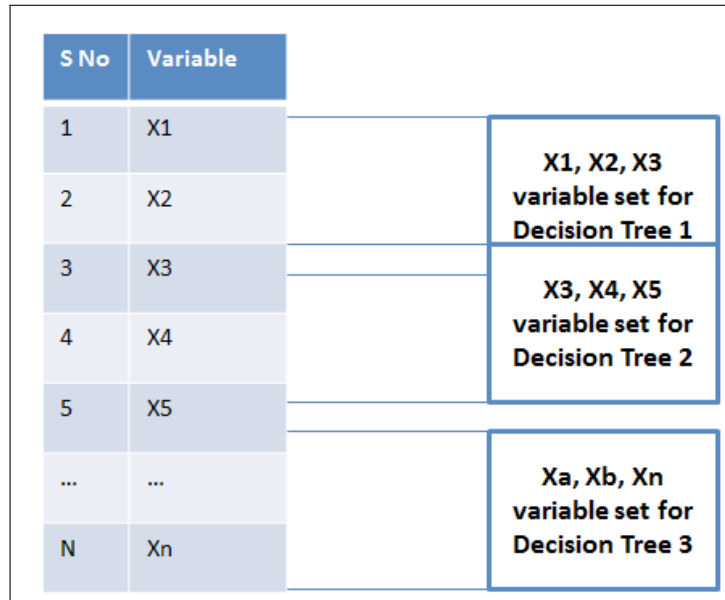 S No Variable
1 X1
2 X2
3 X3
4 X4
5 X5
... ...
N Xn
X1, X2, X3
variable set for
Decision Tree 1
X3, X4, X5
variable set for
Decision Tree 2
Xa, Xb, Xn
variable set for
Decision Tree 3